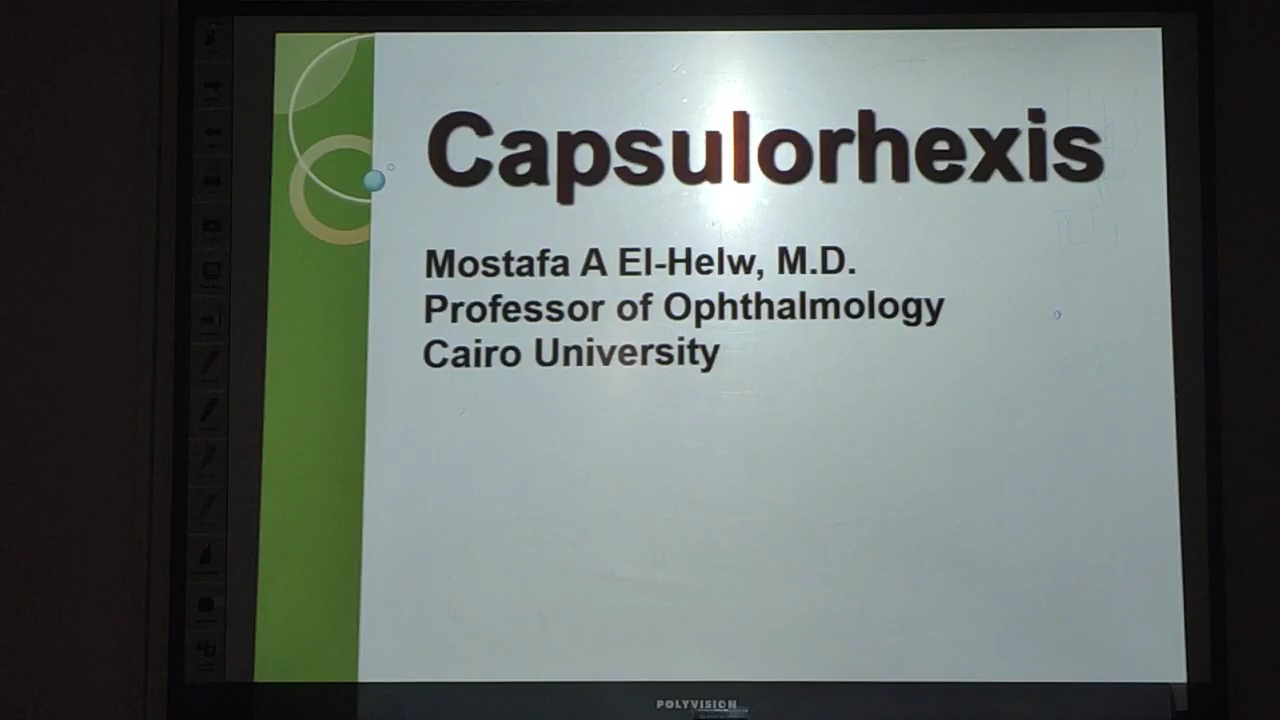 Capsulorhexis
Mostafa A El-Helw, M.D.
Professor of Ophthalmology
Cairo University
POLYVISION